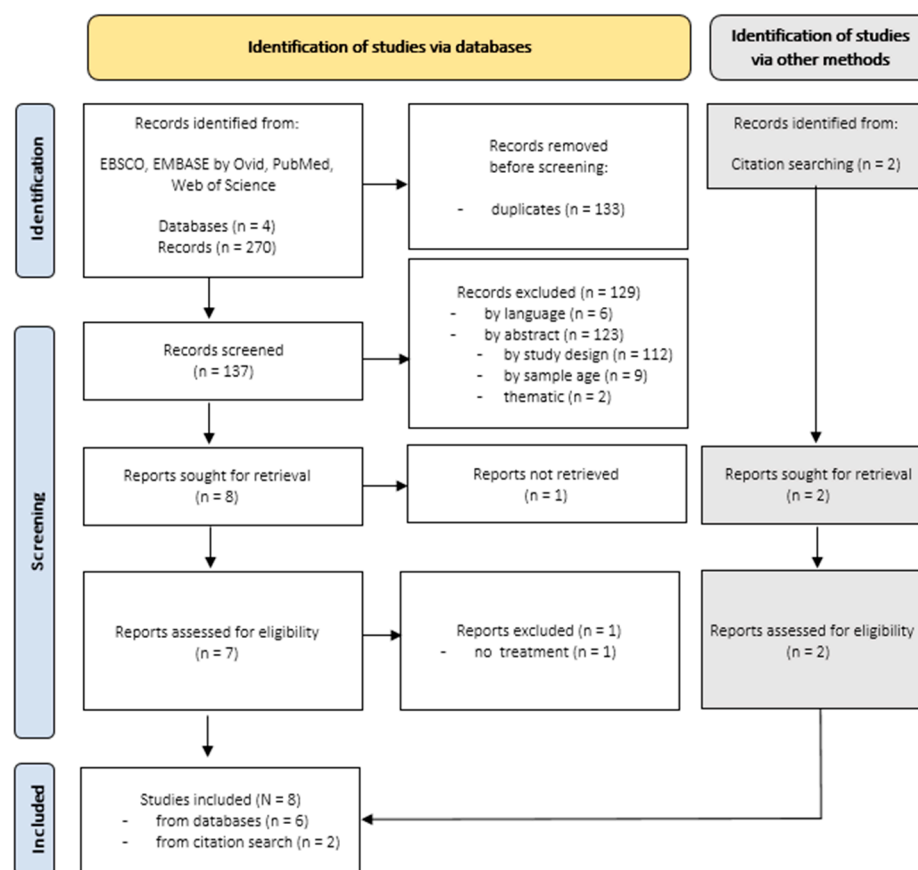 Identification of studies via databases
Identification of studies
via other methods
Identification
Records identified from:
EBSCO, EMBASE by Ovid, PubMed,
Web of Science
Databases (n = 4)
Records (n = 270)
Records removed
before screening:
- duplicates (n = 133)
Records identified from:
Citation searching (n = 2)
Screening
Records screened
(n = 137)
Records excluded (n = 129)
- by language (n = 6)
- by abstract (n = 123)
- by study design (n = 112)
- by sample age (n = 9)
- thematic (n = 2)
Reports sought for retrieval
(n = 8)
Reports not retrieved
(n = 1)
Reports sought for retrieval
(n = 2)
Reports assessed for eligibility
(n = 7)
Reports excluded (n = 1)
- no treatment (n = 1)
Reports assessed for eligibility
(n = 2)
Included
Studies included (N = 8)
- from databases (n = 6)
- from citation search (n = 2)